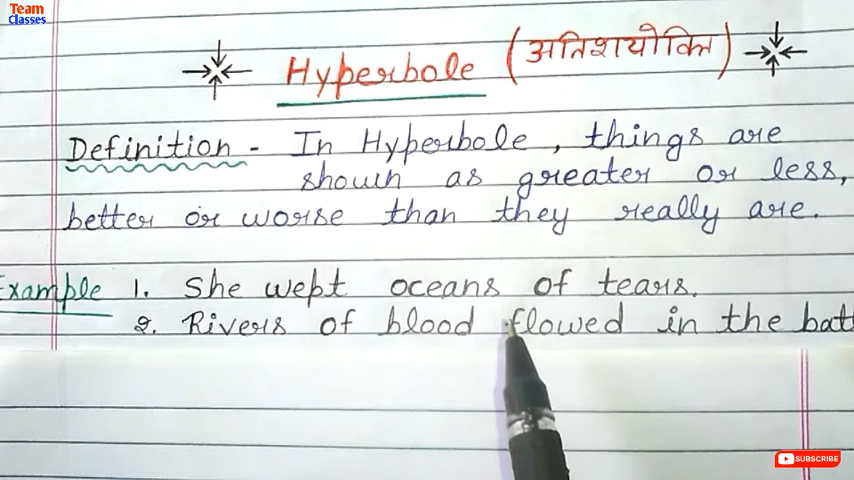 Team
Classes
Hyperbole (अतिशयोक्ति)
Definition - In Hyperbole, things are
shown as greater or less,
better or worse than they really are.
Example 1. She wept oceans of tears.
2. Rivers of blood flowed in the batt
SUBSCRIBE